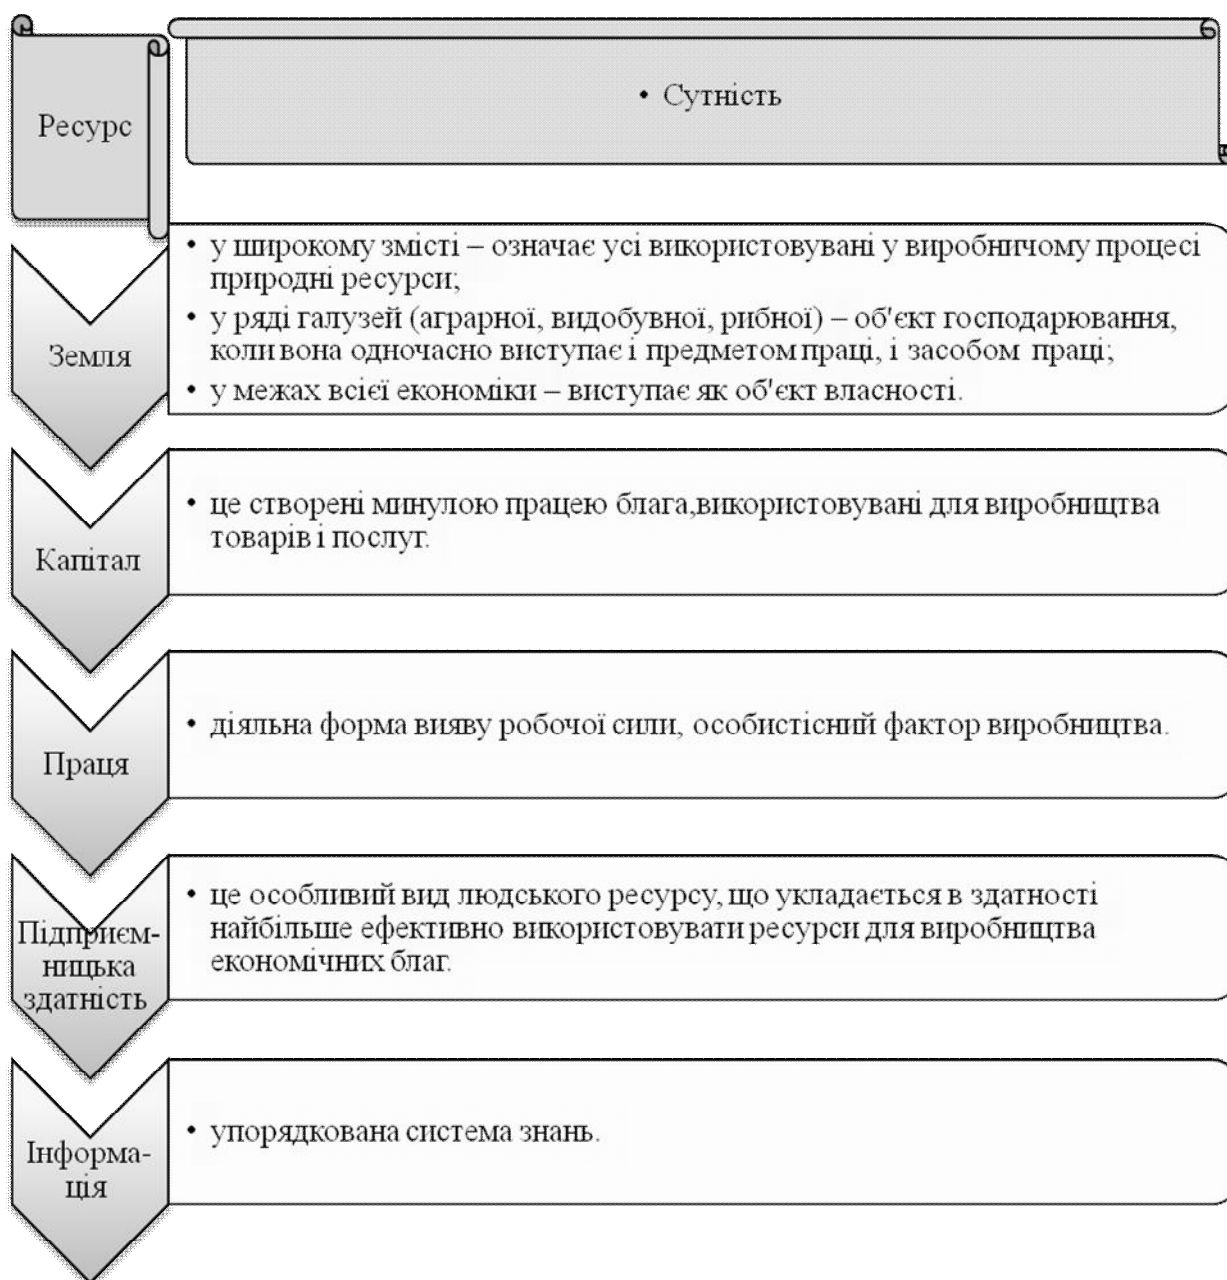 Ресурс
• Сутність
Земля
• у широкому змісті – означає усі використовувані у виробничому процесі
природні ресурси;
• у ряді галузей (аграрної, видобувної, рибної) – об'єкт господарювання,
коли вона одночасно виступає і предметом праці, і засобом праці;
• у межах всієї економіки – виступає як об'єкт власності.
Капітал
• це створені минулою працею блага,використовувані для виробництва
товарів і послуг.
Праця
• діяльна форма вияву робочої сили, особистісний фактор виробництва.
Підприєм-
ницька
здатність
• це особливий вид людського ресурсу, що укладається в здатності
найбільше ефективно використовувати ресурси для виробництва
економічних благ.
Інформа-
ція
• упорядкована система знань.